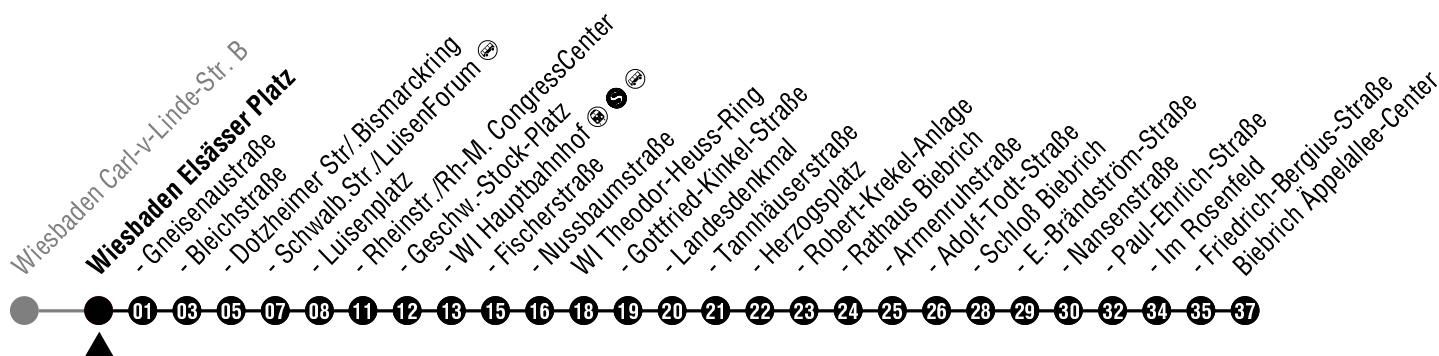 Wiesbaden Carl-v-Linde-Str. B
Wiesbaden Elsässer Platz
- Gneisenaustraße
- Bleichstraße
- Dotzheimer Str/.Bismarckring
- Schwalb.Str./LuisenForum
- Luisenplatz
- Rheinstr./Rh-M. CongressCenter
- Geschw.-Stock-Platz
- WI Hauptbahnhof S
- Fischerstraße
- Nussbaumstraße
WI Theodor-Heuss-Ring
- Gottfried-Kinkel-Straße
- Landesdenkmal
- Tannhäuserstraße
- Herzogsplatz
- Robert-Krekel-Anlage
- Rathaus Biebrich
- Armenruhstraße
- Adolf-Todt-Straße
- Schloß Biebrich
- E.-Brändström-Straße
- Nansenstraße
- Paul-Ehrlich-Straße
- Im Rosenfeld
- Friedrich-Bergius-Straße
Biebrich Äppelallee-Center
01 03 05 07 08 11 12 13 15 16 18 19 20 21 22 23 24 25 26 28 29 30 32 34 35 37